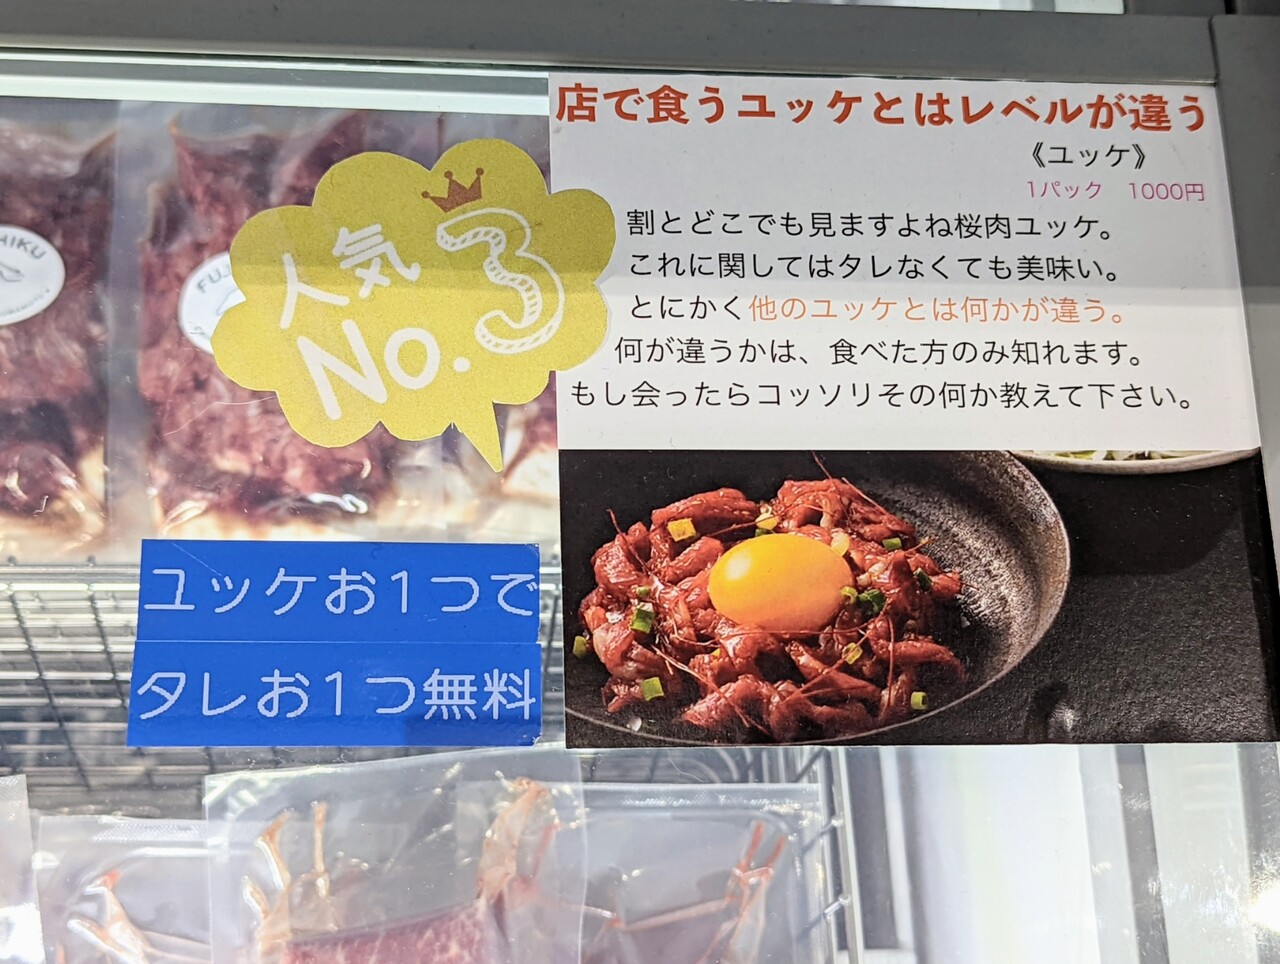 店で食うユッケとはレベルが違う
《ユッケ》
1パック 1000円
割とどこでも見ますよね桜肉ユッケ。
これに関してはタレなくても美味い。
とにかく他のユッケとは何かが違う。
何が違うかは、食べた方のみ知れます。
もし会ったらコッソリその何か教えて下さい。
人気
No.3
ユッケお1つで
タレお1つ無料